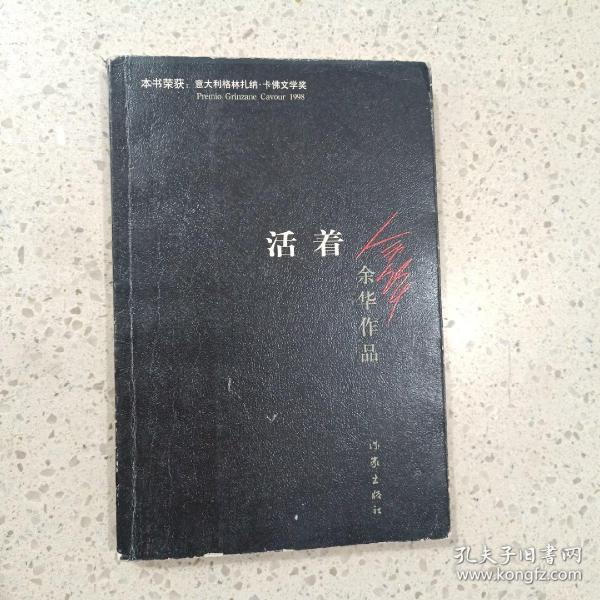 本书荣获：意大利格林扎纳·卡佛文学奖
Premio Grinzane Cavour 1998
活着
余华
余华作品
作家出版社
孔夫子旧书网
www.kongfz.com